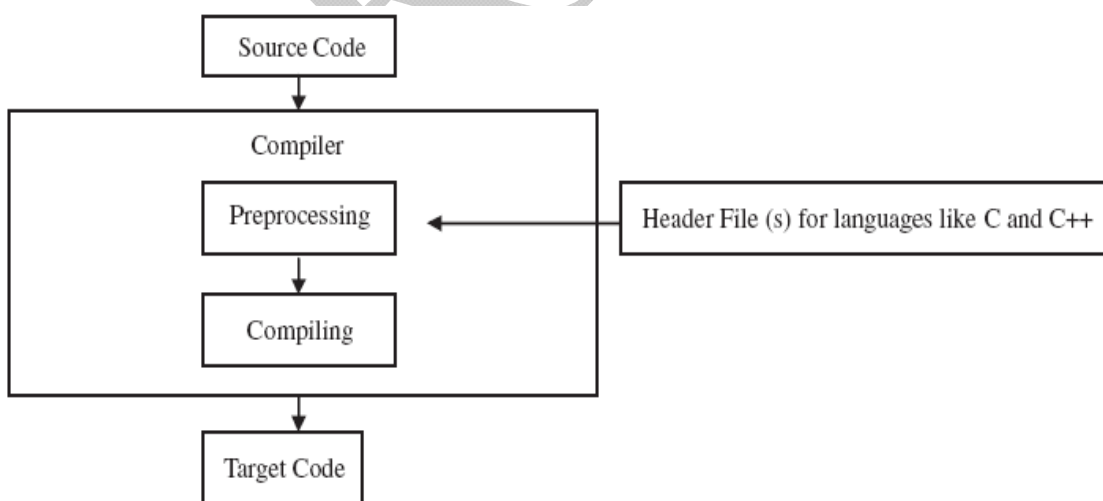 Source Code
Compiler
Preprocessing
Header File (s) for languages like C and C++
Compiling
Target Code